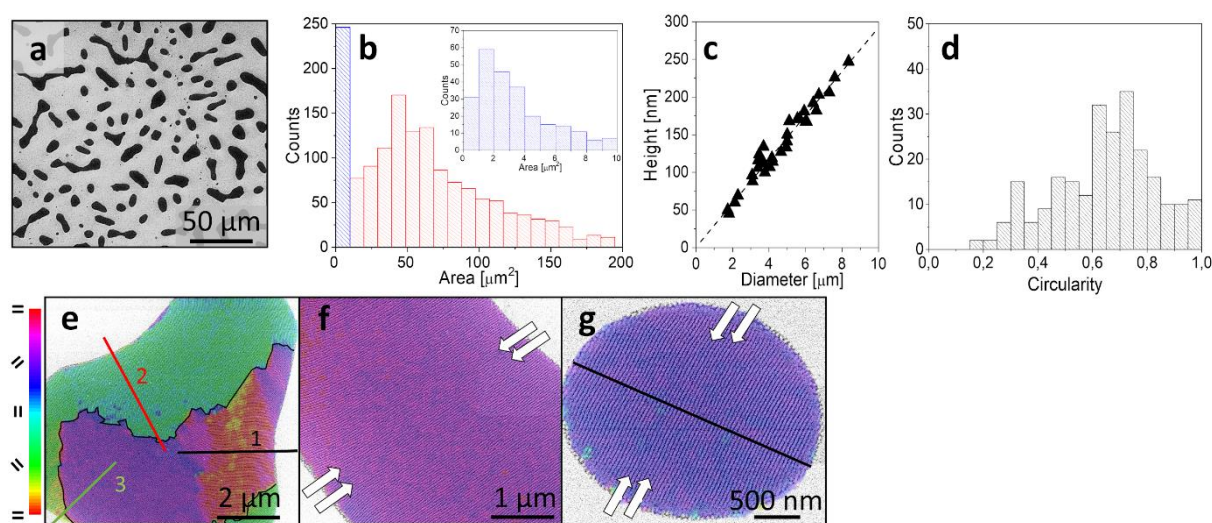 a
50 µm
b
Counts
250
200
150
100
50
0
0
50
100
150
200
Area [µm²]
Counts
70
60
50
40
30
20
10
0
0
2
4
6
8
10
Area [µm²]
c
Height [nm]
300
250
200
150
100
50
0
2
4
6
8
10
Diameter [µm]
d
Counts
50
40
30
20
10
0
0,0
0,2
0,4
0,6
0,8
1,0
Circularity
e
2
1
3
2 µm
f
1 µm
g
500 nm